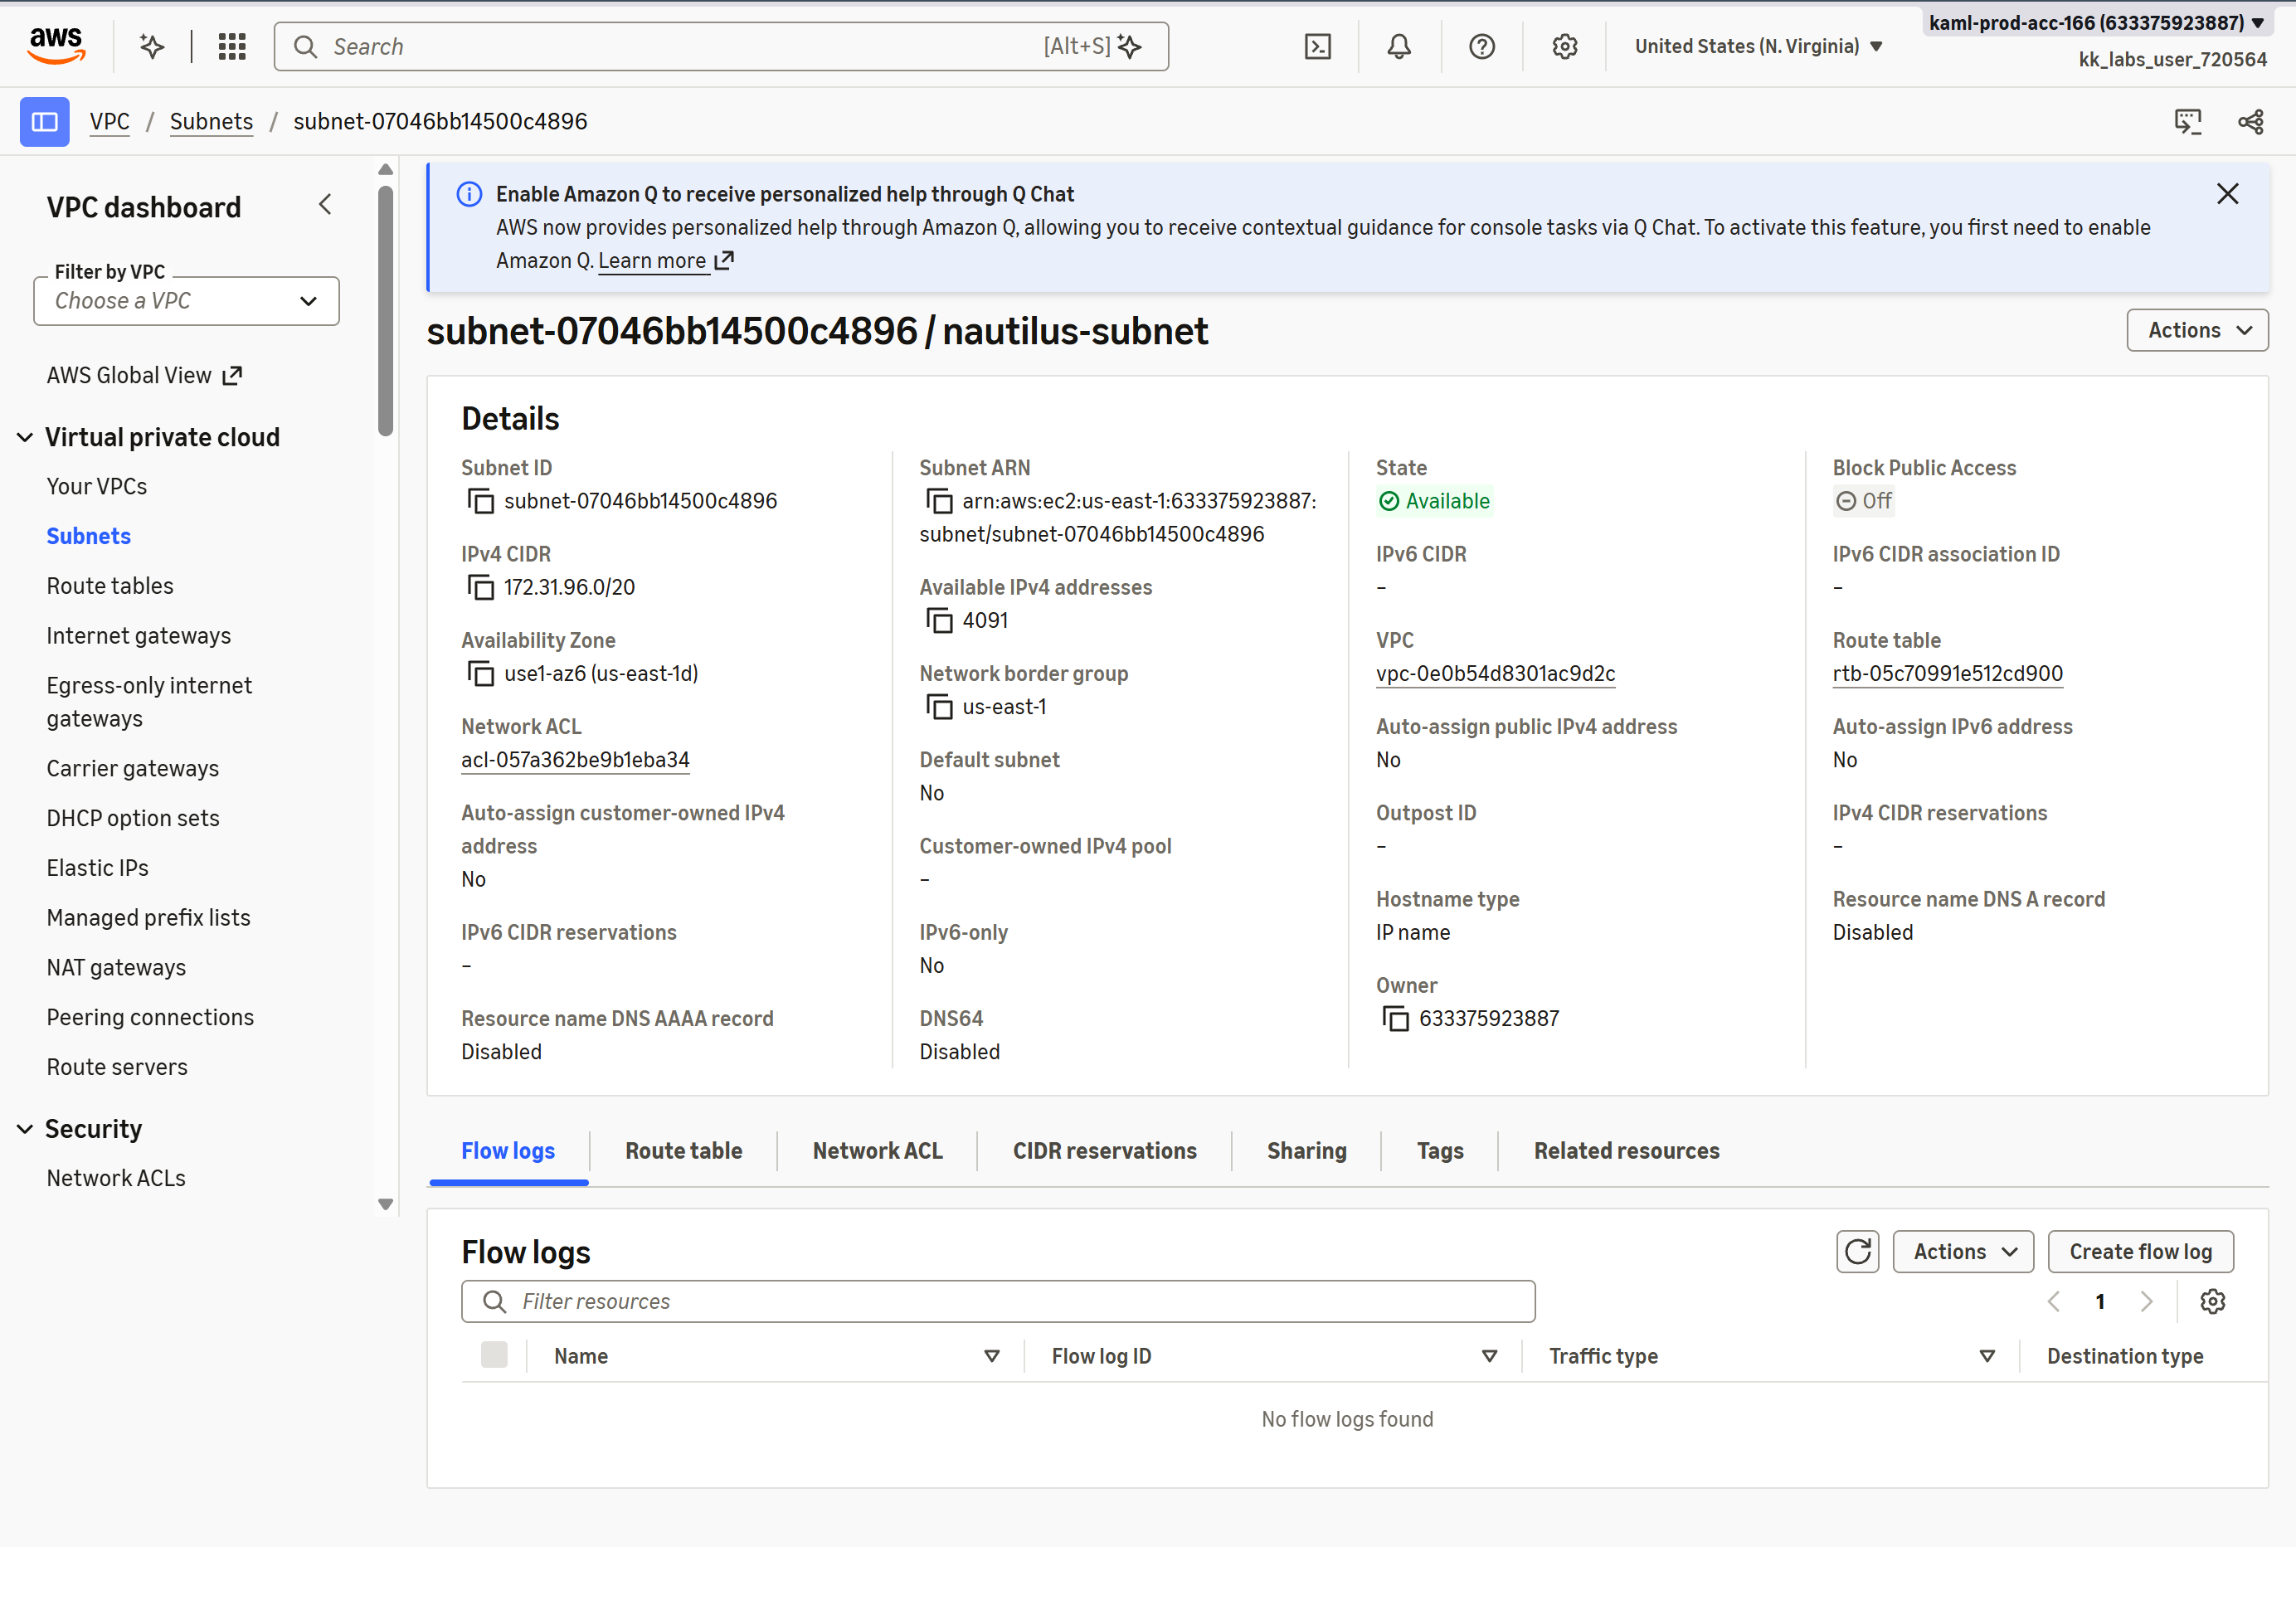 aws
Search
[Alt+S]
United States (N. Virginia)
kaml-prod-acc-166 (633375923887)
kk_labs_user_720564
VPC / Subnets / subnet-07046bb14500c4896
VPC dashboard
Filter by VPC
Choose a VPC
AWS Global View
Virtual private cloud
Your VPCs
Subnets
Route tables
Internet gateways
Egress-only internet
gateways
Carrier gateways
DHCP option sets
Elastic IPs
Managed prefix lists
NAT gateways
Peering connections
Route servers
Security
Network ACLs
Enable Amazon Q to receive personalized help through Q Chat
AWS now provides personalized help through Amazon Q, allowing you to receive contextual guidance for console tasks via Q Chat. To activate this feature, you first need to enable
Amazon Q. Learn more
subnet-07046bb14500c4896 / nautilus-subnet
Actions
Details
Subnet ID
subnet-07046bb14500c4896
IPv4 CIDR
172.31.96.0/20
Availability Zone
use1-az6 (us-east-1d)
Network ACL
acl-057a362be9b1eba34
Auto-assign customer-owned IPv4
address
No
IPv6 CIDR reservations
–
Resource name DNS AAAA record
Disabled
Subnet ARN
arn:aws:ec2:us-east-1:633375923887:
subnet/subnet-07046bb14500c4896
Available IPv4 addresses
4091
Network border group
us-east-1
Default subnet
No
Customer-owned IPv4 pool
–
IPv6-only
No
DNS64
Disabled
State
Available
IPv6 CIDR
–
VPC
vpc-0e0b54d8301ac9d2c
Auto-assign public IPv4 address
No
Outpost ID
–
Hostname type
IP name
Owner
633375923887
Block Public Access
Off
IPv6 CIDR association ID
–
Route table
rtb-05c70991e512cd900
Auto-assign IPv6 address
No
IPv4 CIDR reservations
–
Resource name DNS A record
Disabled
Flow logs
Route table
Network ACL
CIDR reservations
Sharing
Tags
Related resources
Flow logs
Actions
Create flow log
Filter resources
1
Name
Flow log ID
Traffic type
Destination type
No flow logs found